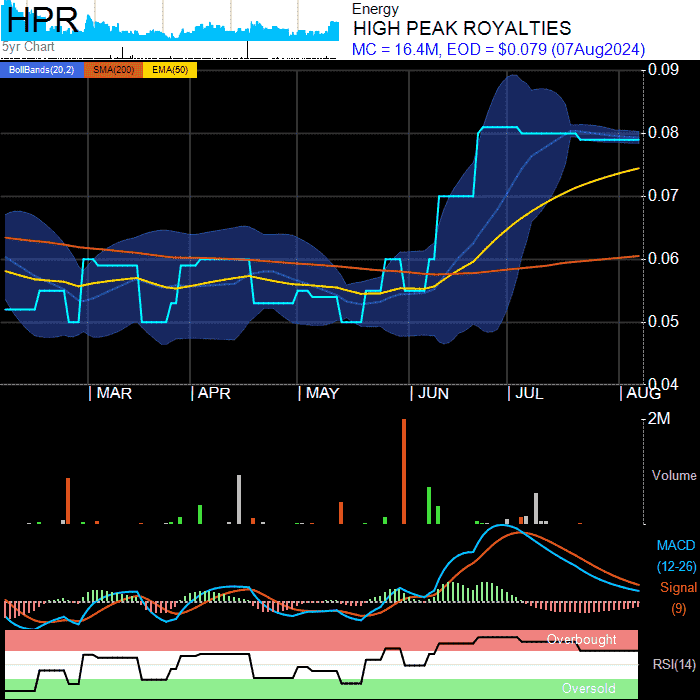 HPR
5yr Chart
Energy
HIGH PEAK ROYALTIES
MC = 16.4M, EOD = $0.079 (07Aug2024)
BollBands(20,2) SMA(200) EMA(50)
0.09
0.08
0.07
0.06
0.05
0.04
MAR APR MAY JUN JUL AUG
2M
Volume
MACD
(12-26)
Signal
(9)
Overbought
RSI(14)
Oversold